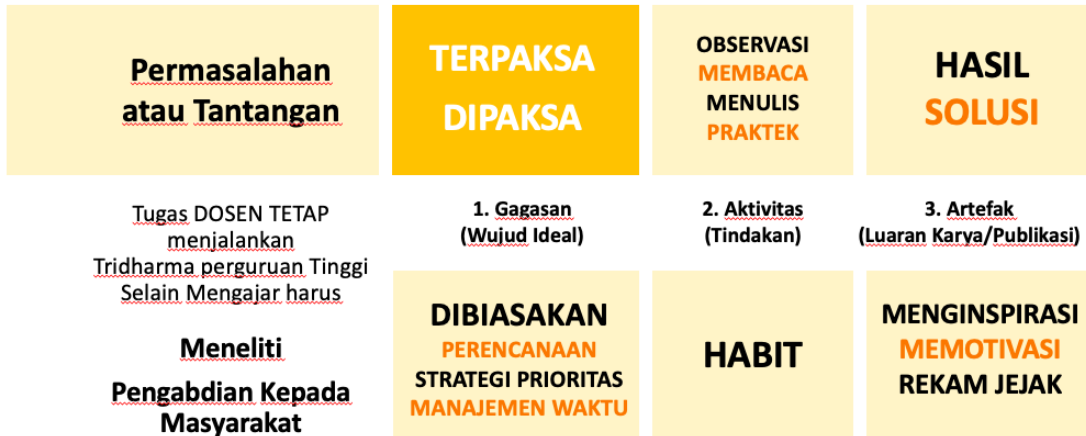 Permasalahan
atau Tantangan
TERPAKSA
DIPAKSA
OBSERVASI
MEMBACA
MENULIS
PRAKTEK
HASIL
SOLUSI
Tugas DOSEN TETAP
menjalankan
Tridharma perguruan Tinggi
Selain Mengajar harus
Meneliti
Pengabdian Kepada
Masyarakat
1. Gagasan
(Wujud Ideal)
2. Aktivitas
(Tindakan)
3. Artefak
(Luaran Karya/Publikasi)
DIBIASAKAN
PERENCANAAN
STRATEGI PRIORITAS
MANAJEMEN WAKTU
HABIT
MENGINSPIRASI
MEMOTIVASI
REKAM JEJAK